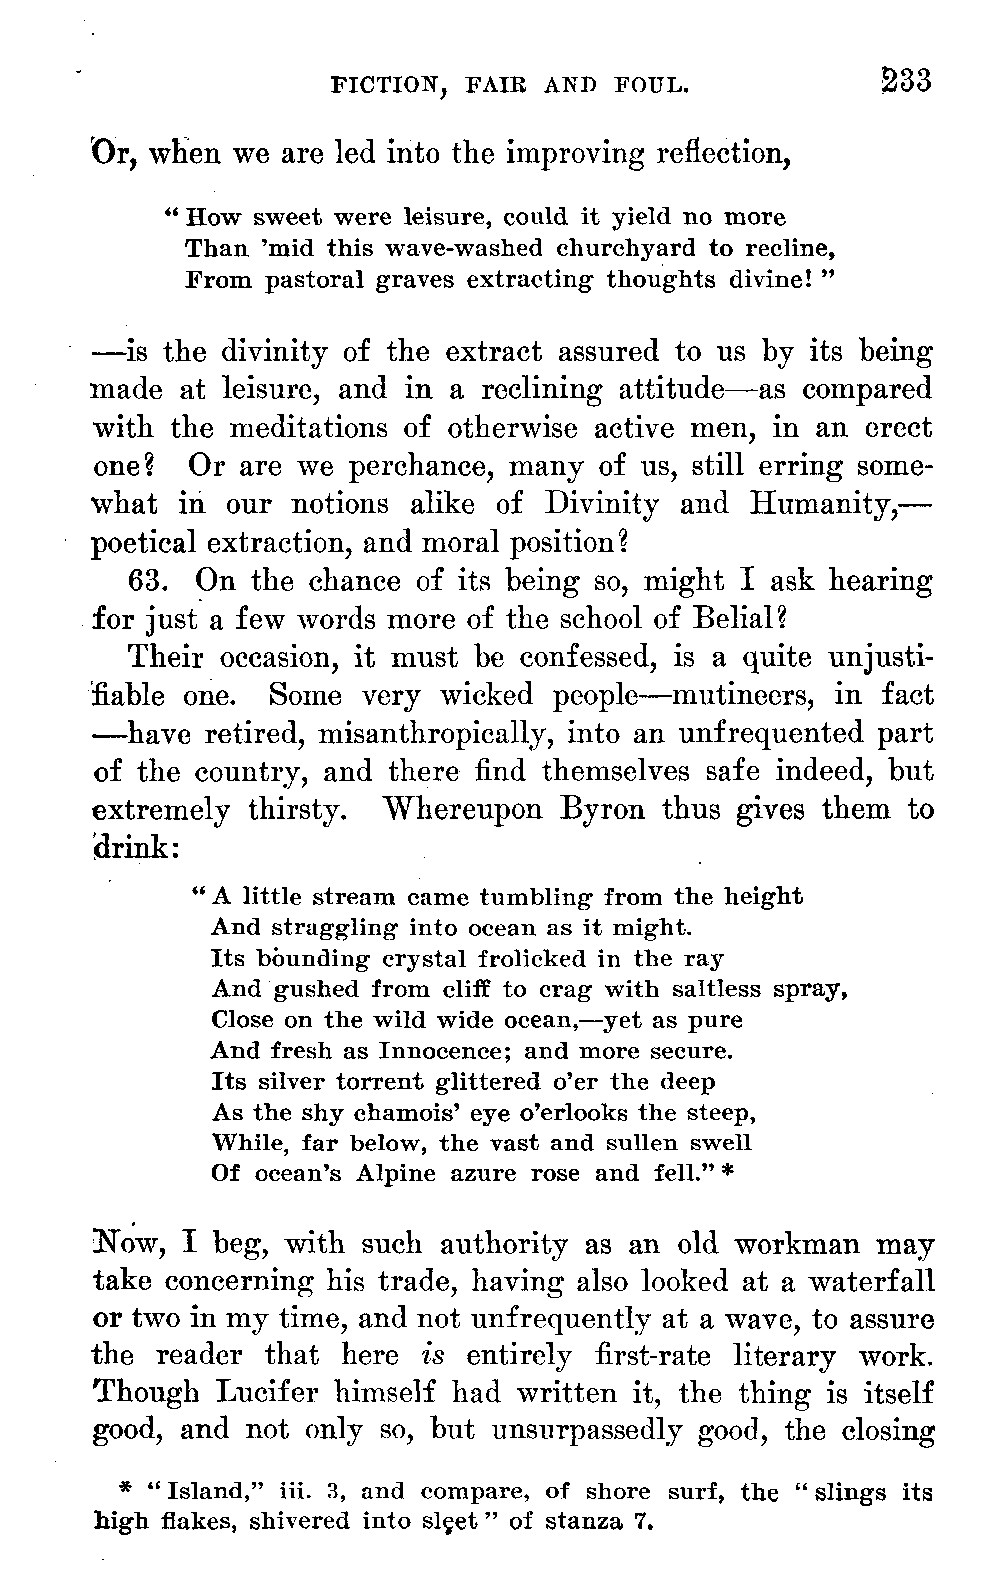 FICTION, FAIR AND FOUL. 233
Or, when we are led into the improving reflection,
“How sweet were leisure, could it yield no more
Than ’mid this wave-washed churchyard to recline,
From pastoral graves extracting thoughts divine!”
—is the divinity of the extract assured to us by its being
made at leisure, and in a reclining attitude—as compared
with the meditations of otherwise active men, in an erect
one? Or are we perchance, many of us, still erring some-
what in our notions alike of Divinity and Humanity,—
poetical extraction, and moral position?
63. On the chance of its being so, might I ask hearing
for just a few words more of the school of Belial?
Their occasion, it must be confessed, is a quite unjusti-
fiable one. Some very wicked people—mutineers, in fact
—have retired, misanthropically, into an unfrequented part
of the country, and there find themselves safe indeed, but
extremely thirsty. Whereupon Byron thus gives them to
drink:
“A little stream came tumbling from the height
And straggling into ocean as it might.
Its bounding crystal frolicked in the ray
And gushed from cliff to crag with saltless spray,
Close on the wild wide ocean,—yet as pure
And fresh as Innocence; and more secure.
Its silver torrent glittered o’er the deep
As the shy chamois’ eye o’erlooks the steep,
While, far below, the vast and sullen swell
Of ocean’s Alpine azure rose and fell.”*
Now, I beg, with such authority as an old workman may
take concerning his trade, having also looked at a waterfall
or two in my time, and not unfrequently at a wave, to assure
the reader that here is entirely first-rate literary work.
Though Lucifer himself had written it, the thing is itself
good, and not only so, but unsurpassedly good, the closing
* “Island,” iii. 3, and compare, of shore surf, the “slings its
high flakes, shivered into sleet” of stanza 7.